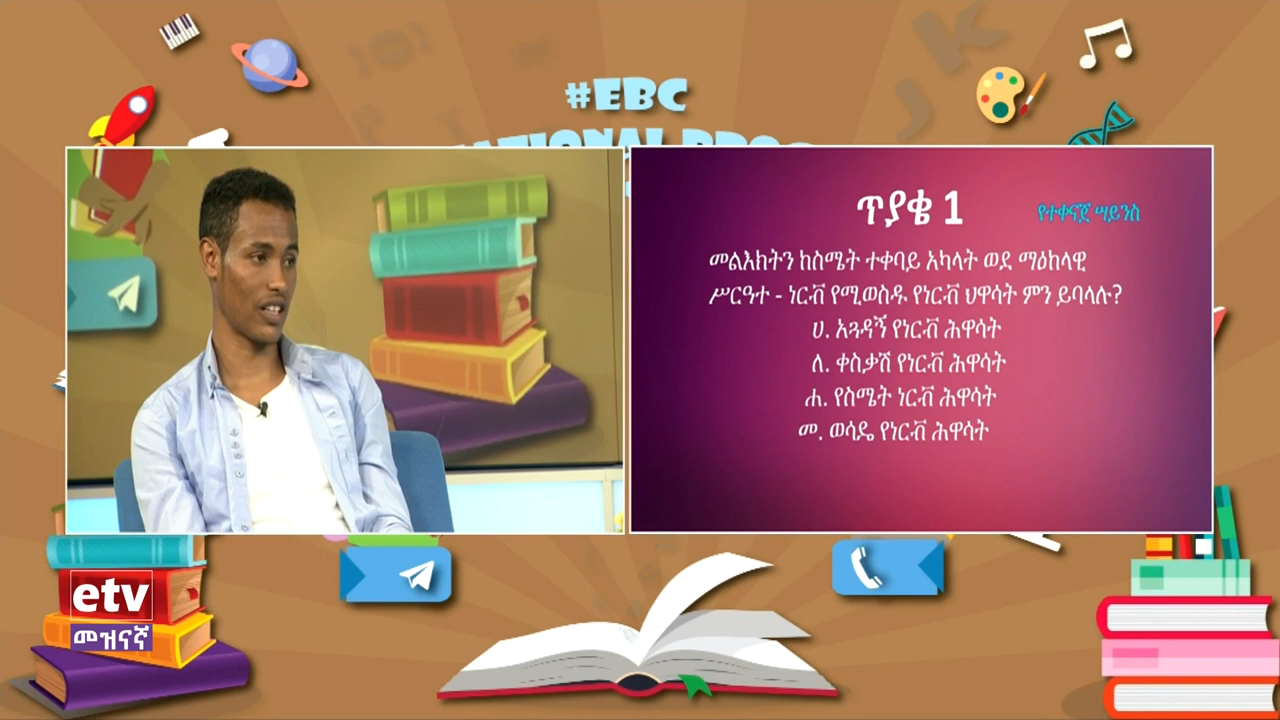 #EBC
ጥያቄ 1
የተቀናጀ ሣይንስ
መልእክትን ከስሜት ተቀባይ አካላት ወደ ማዕከላዊ
ሥርዓተ - ነርቭ የሚወስዱ የነርቭ ህዋሳት ምን ይባላሉ?
ሀ. አጓዳኝ የነርቭ ሕዋሳት
ለ. ቀስቃሽ የነርቭ ሕዋሳት
ሐ. የስሜት ነርቭ ሕዋሳት
መ. ወሳዴ የነርቭ ሕዋሳት
etv
መዝናኛ